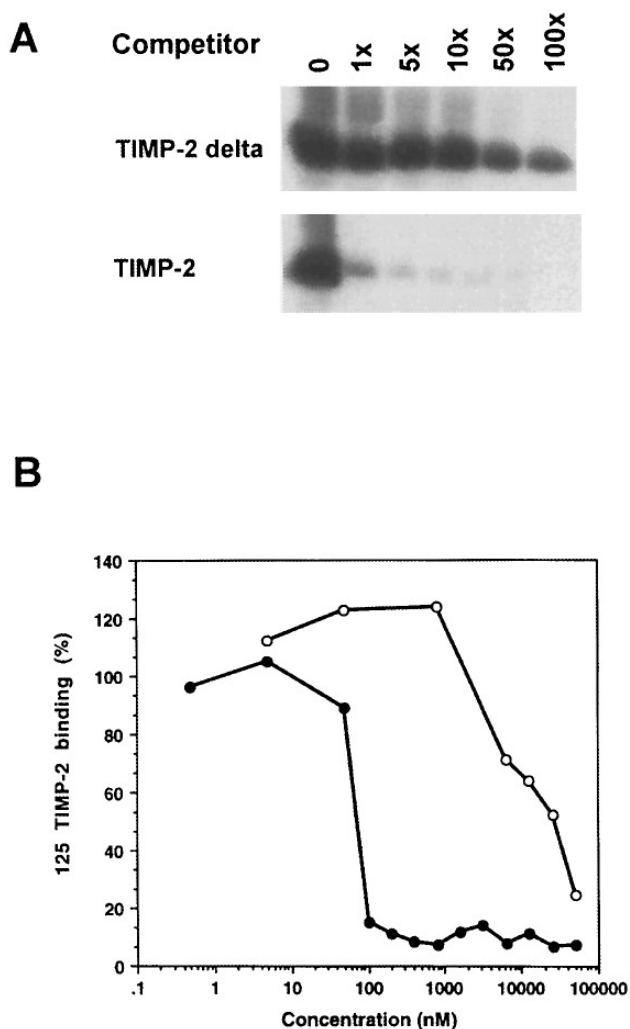 A
Competitor
0 1x 5x 10x 50x 100x
TIMP-2 delta
TIMP-2
B
140
120
100
80
60
40
20
0
125 TIMP-2 binding (%)
.1 1 10 100 1000 10000 100000
Concentration (nM)